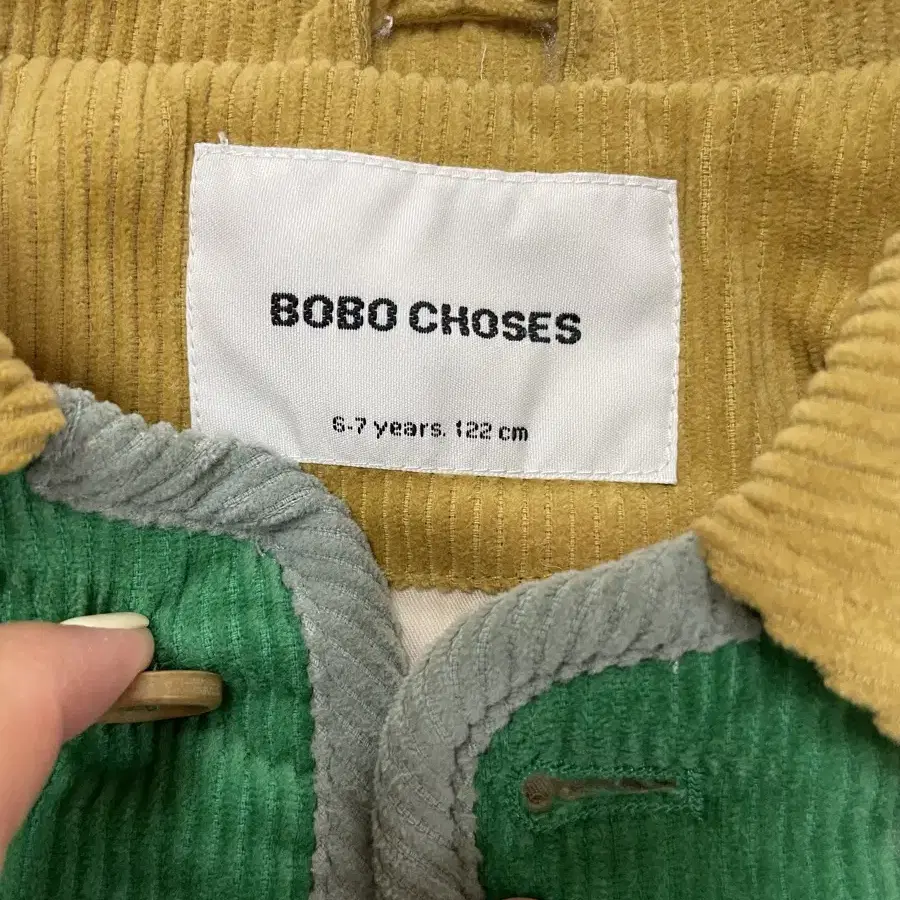 BOBO CHOSES
6-7 years. 122 cm